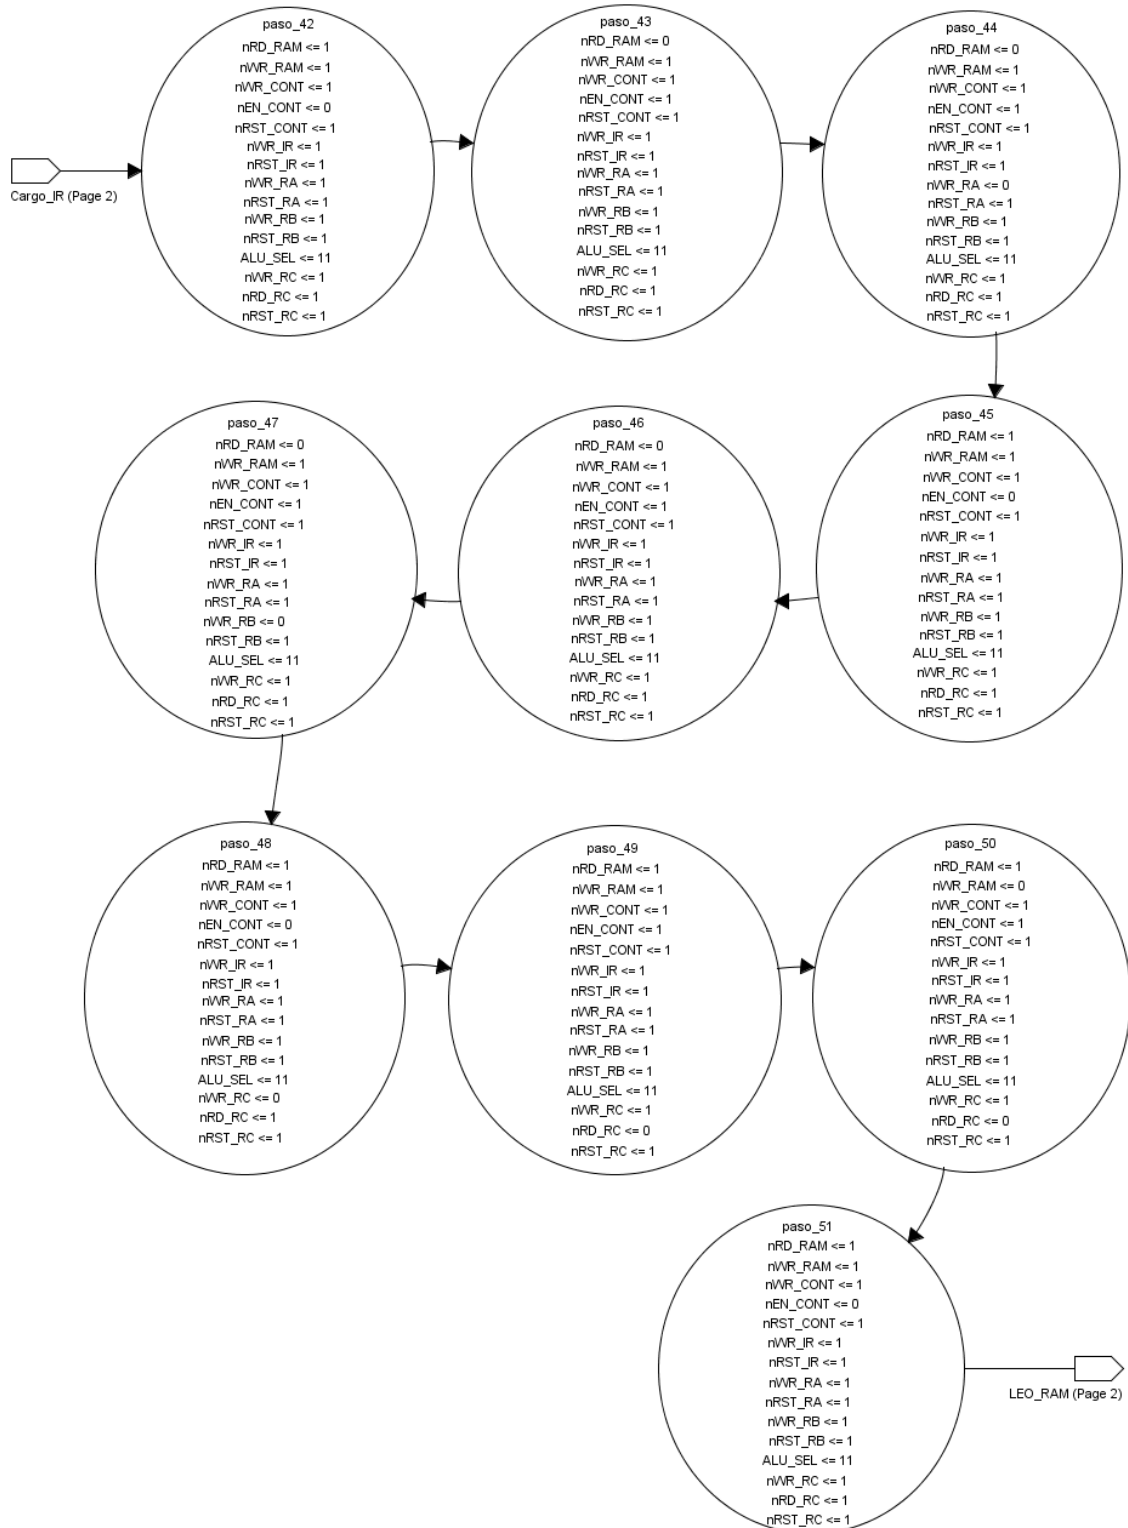 paso_42
nRD_RAM <= 1
nWR_RAM <= 1
nWR_CONT <= 1
nEN_CONT <= 0
nRST_CONT <= 1
nWR_IR <= 1
nRST_IR <= 1
nWR_RA <= 1
nRST_RA <= 1
nWR_RB <= 1
nRST_RB <= 1
ALU_SEL <= 11
nWR_RC <= 1
nRD_RC <= 1
nRST_RC <= 1
Cargo_IR (Page 2)
paso_43
nRD_RAM <= 0
nWR_RAM <= 1
nWR_CONT <= 1
nEN_CONT <= 1
nRST_CONT <= 1
nWR_IR <= 1
nRST_IR <= 1
nWR_RA <= 1
nRST_RA <= 1
nWR_RB <= 1
nRST_RB <= 1
ALU_SEL <= 11
nWR_RC <= 1
nRD_RC <= 1
nRST_RC <= 1
paso_44
nRD_RAM <= 0
nWR_RAM <= 1
nWR_CONT <= 1
nEN_CONT <= 1
nRST_CONT <= 1
nWR_IR <= 1
nRST_IR <= 1
nWR_RA <= 0
nRST_RA <= 1
nWR_RB <= 1
nRST_RB <= 1
ALU_SEL <= 11
nWR_RC <= 1
nRD_RC <= 1
nRST_RC <= 1
paso_45
nRD_RAM <= 1
nWR_RAM <= 1
nWR_CONT <= 1
nEN_CONT <= 0
nRST_CONT <= 1
nWR_IR <= 1
nRST_IR <= 1
nWR_RA <= 1
nRST_RA <= 1
nWR_RB <= 1
nRST_RB <= 1
ALU_SEL <= 11
nWR_RC <= 1
nRD_RC <= 1
nRST_RC <= 1
paso_46
nRD_RAM <= 0
nWR_RAM <= 1
nWR_CONT <= 1
nEN_CONT <= 1
nRST_CONT <= 1
nWR_IR <= 1
nRST_IR <= 1
nWR_RA <= 1
nRST_RA <= 1
nWR_RB <= 1
nRST_RB <= 1
ALU_SEL <= 11
nWR_RC <= 1
nRD_RC <= 1
nRST_RC <= 1
paso_47
nRD_RAM <= 0
nWR_RAM <= 1
nWR_CONT <= 1
nEN_CONT <= 1
nRST_CONT <= 1
nWR_IR <= 1
nRST_IR <= 1
nWR_RA <= 1
nRST_RA <= 1
nWR_RB <= 0
nRST_RB <= 1
ALU_SEL <= 11
nWR_RC <= 1
nRD_RC <= 1
nRST_RC <= 1
paso_48
nRD_RAM <= 1
nWR_RAM <= 1
nWR_CONT <= 1
nEN_CONT <= 0
nRST_CONT <= 1
nWR_IR <= 1
nRST_IR <= 1
nWR_RA <= 1
nRST_RA <= 1
nWR_RB <= 1
nRST_RB <= 1
ALU_SEL <= 11
nWR_RC <= 0
nRD_RC <= 1
nRST_RC <= 1
paso_49
nRD_RAM <= 1
nWR_RAM <= 1
nWR_CONT <= 1
nEN_CONT <= 1
nRST_CONT <= 1
nWR_IR <= 1
nRST_IR <= 1
nWR_RA <= 1
nRST_RA <= 1
nWR_RB <= 1
nRST_RB <= 1
ALU_SEL <= 11
nWR_RC <= 1
nRD_RC <= 0
nRST_RC <= 1
paso_50
nRD_RAM <= 1
nWR_RAM <= 0
nWR_CONT <= 1
nEN_CONT <= 1
nRST_CONT <= 1
nWR_IR <= 1
nRST_IR <= 1
nWR_RA <= 1
nRST_RA <= 1
nWR_RB <= 1
nRST_RB <= 1
ALU_SEL <= 11
nWR_RC <= 1
nRD_RC <= 0
nRST_RC <= 1
paso_51
nRD_RAM <= 1
nWR_RAM <= 1
nWR_CONT <= 1
nEN_CONT <= 0
nRST_CONT <= 1
nWR_IR <= 1
nRST_IR <= 1
nWR_RA <= 1
nRST_RA <= 1
nWR_RB <= 1
nRST_RB <= 1
ALU_SEL <= 11
nWR_RC <= 1
nRD_RC <= 1
nRST_RC <= 1
LEO_RAM (Page 2)